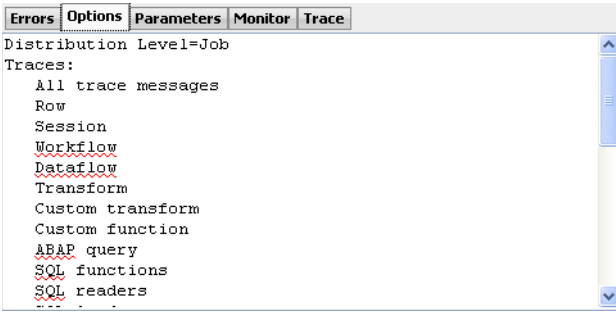 Errors Options Parameters Monitor Trace
Distribution Level=Job
Traces:
All trace messages
Row
Session
Workflow
Dataflow
Transform
Custom transform
Custom function
ABAP query
SQL functions
SQL readers